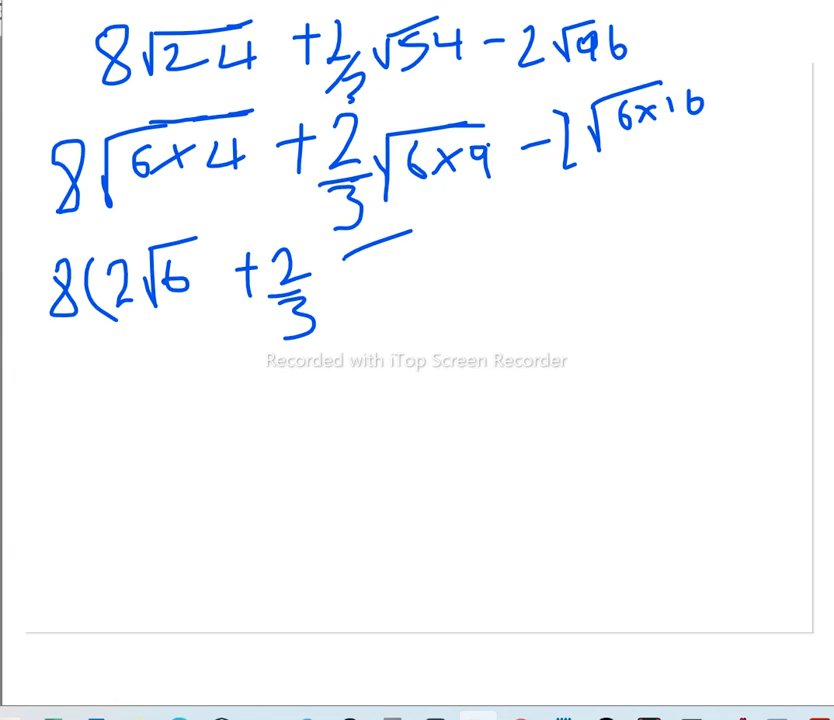 8√24 + 2/3 √54 - 2√96
8√6×4 + 2/3 √6×9 - 2√6×16
8(2√6 + 2/3
Recorded with iTop Screen Recorder